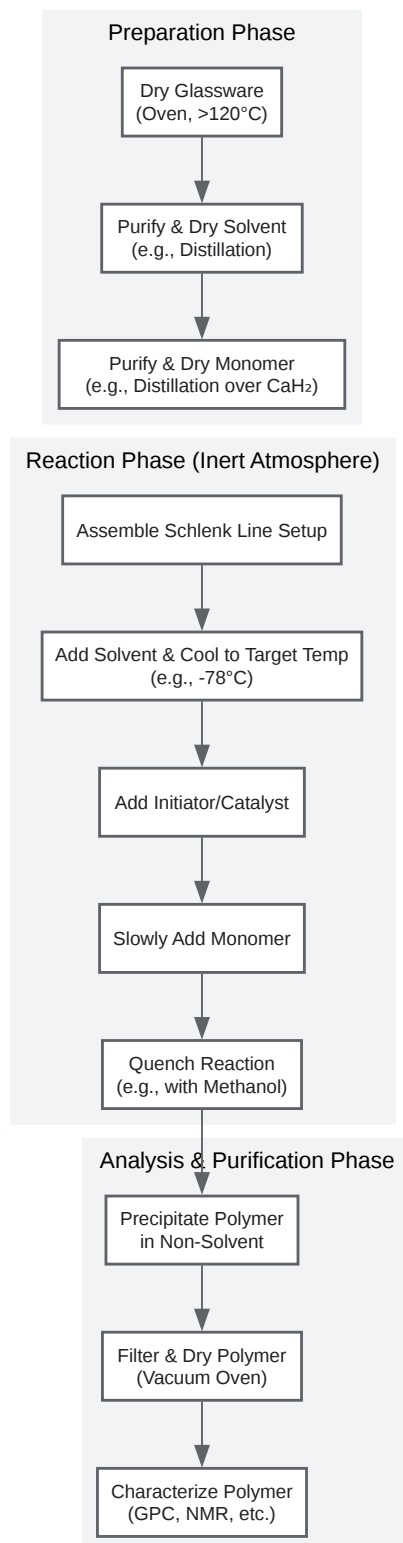 Preparation Phase
Dry Glassware
(Oven, >120°C)
Purify & Dry Solvent
(e.g., Distillation)
Purify & Dry Monomer
(e.g., Distillation over CaH₂)
Reaction Phase (Inert Atmosphere)
Assemble Schlenk Line Setup
Add Solvent & Cool to Target Temp
(e.g., -78°C)
Add Initiator/Catalyst
Slowly Add Monomer
Quench Reaction
(e.g., with Methanol)
Analysis & Purification Phase
Precipitate Polymer
in Non-Solvent
Filter & Dry Polymer
(Vacuum Oven)
Characterize Polymer
(GPC, NMR, etc.)